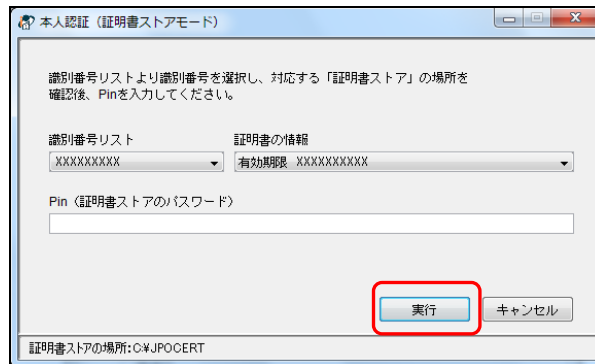 本人認証（証明書ストアモード）
識別番号リストより識別番号を選択し、対応する「証明書ストア」の場所を
確認後、Pinを入力してください。
識別番号リスト 証明書の情報
XXXXXXXXX 有効期限 XXXXXXXXXX
Pin（証明書ストアのパスワード）
実行 キャンセル
証明書ストアの場所:C:¥JPOCERT